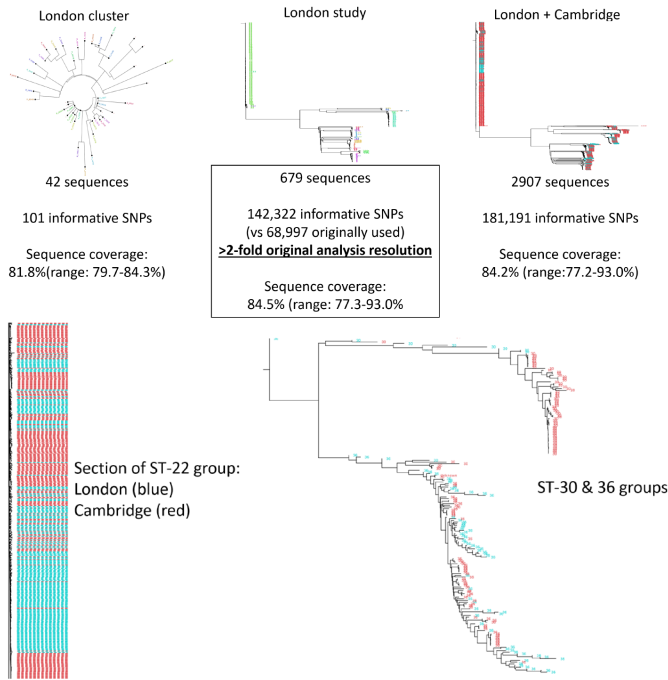 London cluster
London study
London + Cambridge
42 sequences
101 informative SNPs
Sequence coverage:
81.8%(range: 79.7-84.3%)
679 sequences
142,322 informative SNPs
(vs 68,997 originally used)
>2-fold original analysis resolution
Sequence coverage:
84.5% (range: 77.3-93.0%
2907 sequences
181,191 informative SNPs
Sequence coverage:
84.2% (range:77.2-93.0%)
Section of ST-22 group:
London (blue)
Cambridge (red)
ST-30 & 36 groups